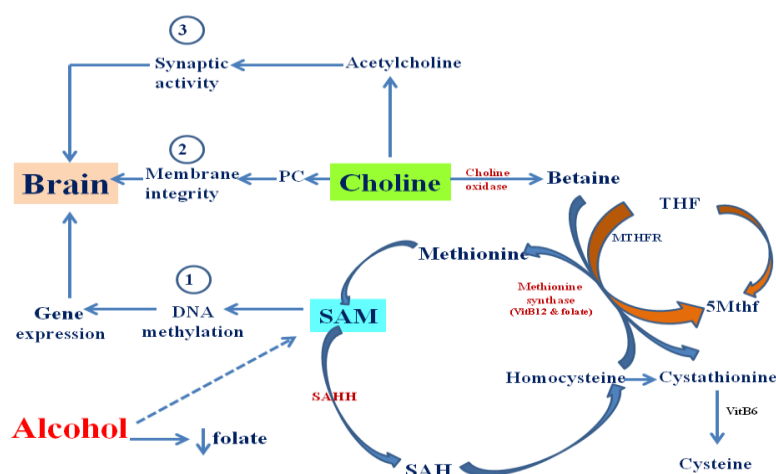 3
Synaptic
activity
Acetylcholine
2
Brain
Membrane
integrity
PC
Choline
Choline
oxidase
Betaine
THF
MTHFR
Methionine
1
Gene
expression
DNA
methylation
SAM
Methionine
synthase
(VitB12 & folate)
5Mthf
SAHH
Homocysteine
Cystathionine
Alcohol
folate
VitB6
SAH
Cysteine